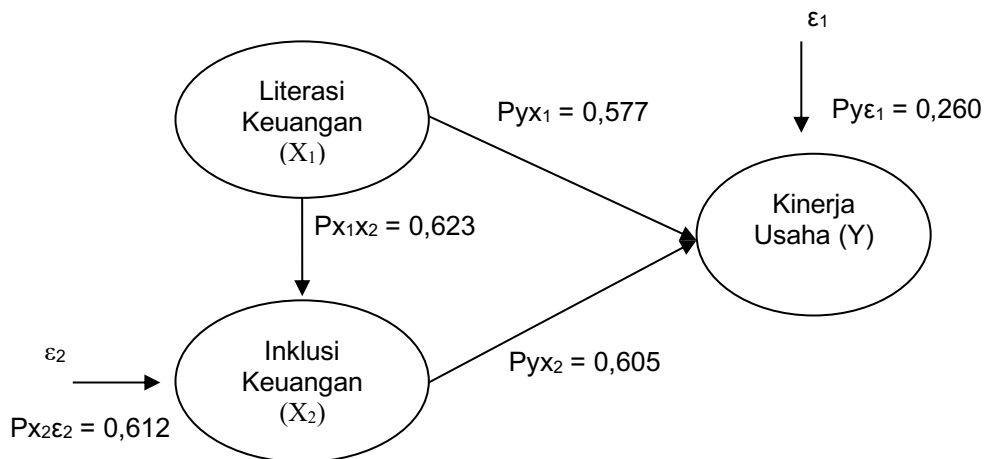 ε₁
Literasi
Keuangan
(X₁)
Pyx₁ = 0,577
Pyε₁ = 0,260
Kinerja
Usaha (Y)
Px₁x₂ = 0,623
ε₂
Inklusi
Keuangan
(X₂)
Pyx₂ = 0,605
Px₂ε₂ = 0,612